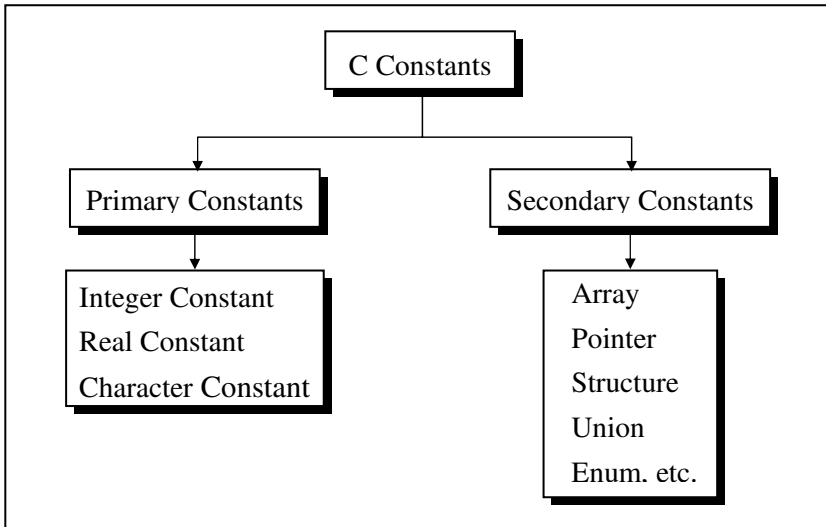 C Constants
Primary Constants
Secondary Constants
Integer Constant
Real Constant
Character Constant
Array
Pointer
Structure
Union
Enum, etc.